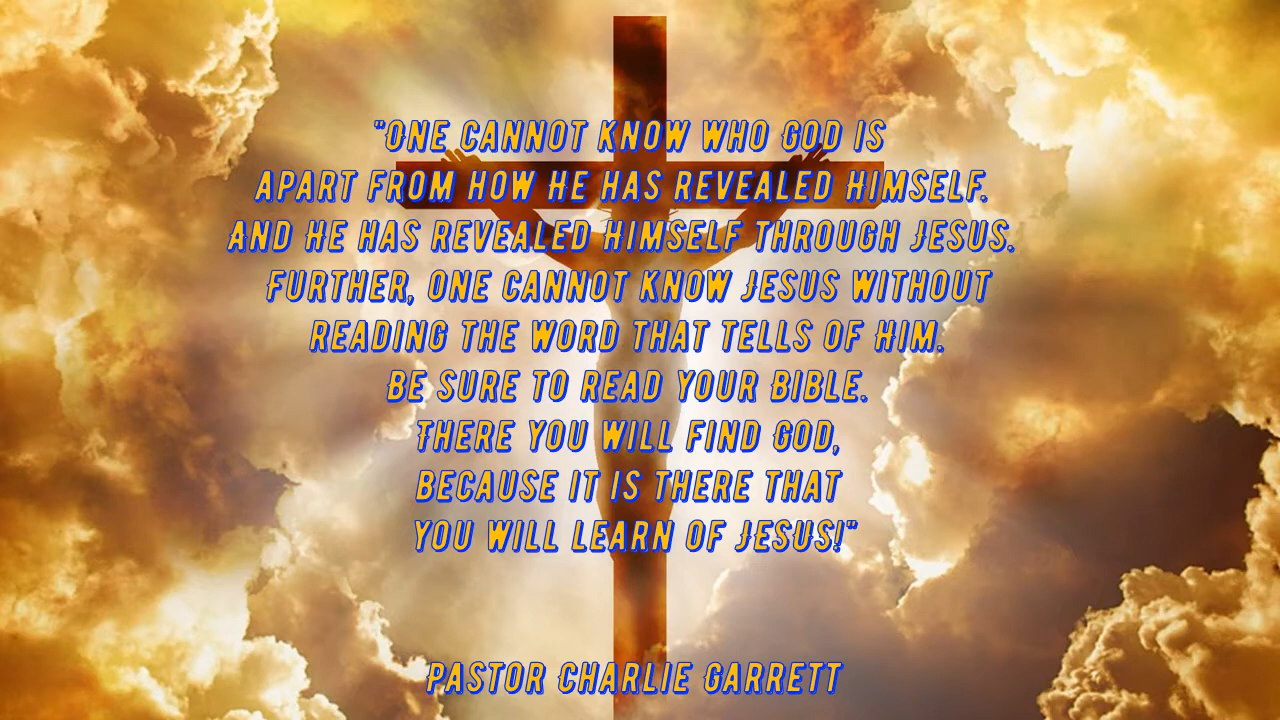 "One cannot know who God is
apart from how He has revealed Himself.
And He has revealed Himself through Jesus.
Further, one cannot know Jesus without
reading the word that tells of Him.
Be sure to read your Bible.
There you will find God,
because it is there that
you will learn of Jesus!"
Pastor Charlie Garrett